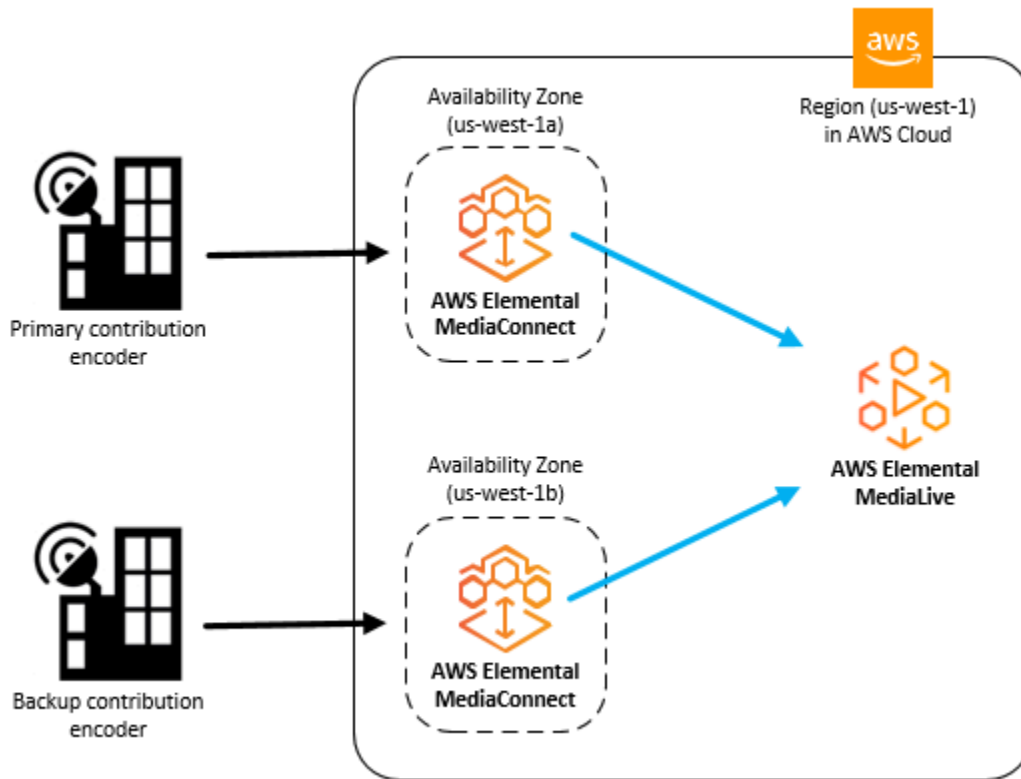 aws
Region (us-west-1)
in AWS Cloud
Availability Zone
(us-west-1a)
AWS Elemental
MediaConnect
Primary contribution
encoder
AWS Elemental
MediaLive
Availability Zone
(us-west-1b)
AWS Elemental
MediaConnect
Backup contribution
encoder